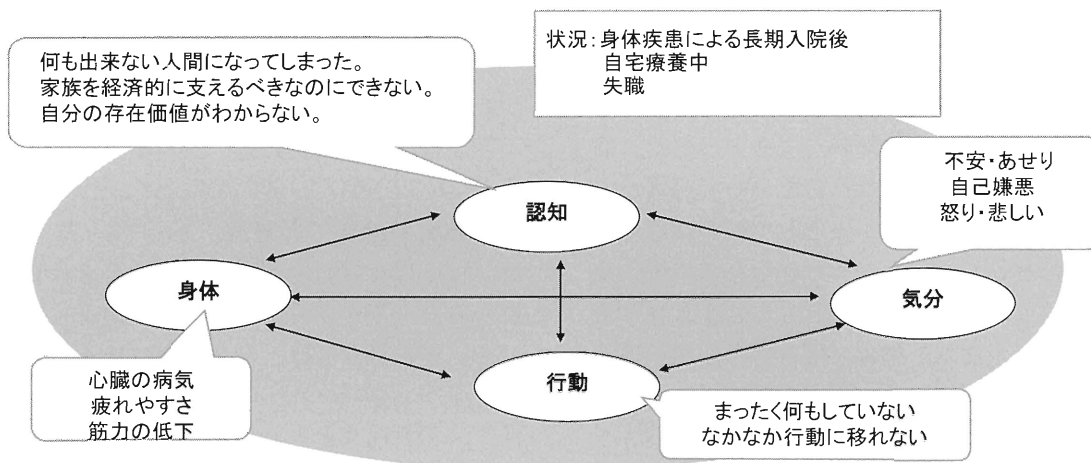 何も出来ない人間になってしまった。
家族を経済的に支えるべきなのにできない。
自分の存在価値がわからない。
状況：身体疾患による長期入院後
自宅療養中
失職
不安・あせり
自己嫌悪
怒り・悲しい
認知
身体
気分
行動
心臓の病気
疲れやすさ
筋力の低下
まったく何もしていない
なかなか行動に移れない